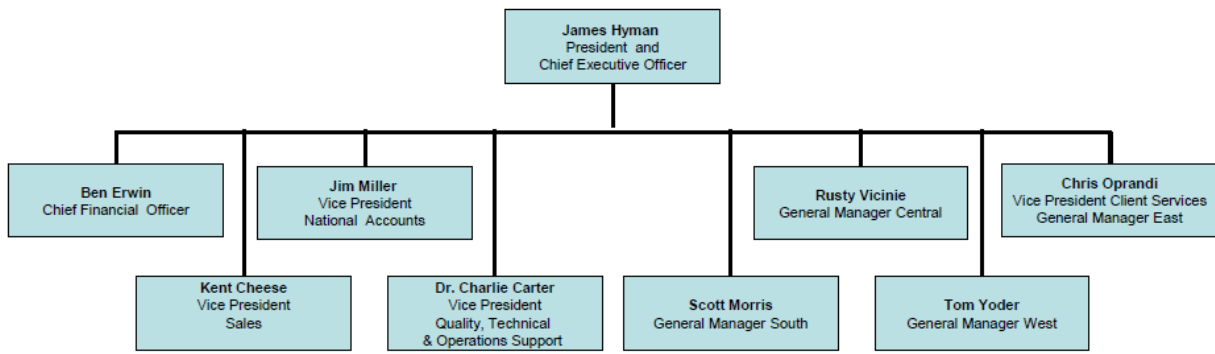 James Hyman
President and
Chief Executive Officer
Ben Erwin
Chief Financial Officer
Jim Miller
Vice President
National Accounts
Rusty Vicinie
General Manager Central
Chris Oprandi
Vice President Client Services
General Manager East
Kent Cheese
Vice President
Sales
Dr. Charlie Carter
Vice President
Quality, Technical
& Operations Support
Scott Morris
General Manager South
Tom Yoder
General Manager West